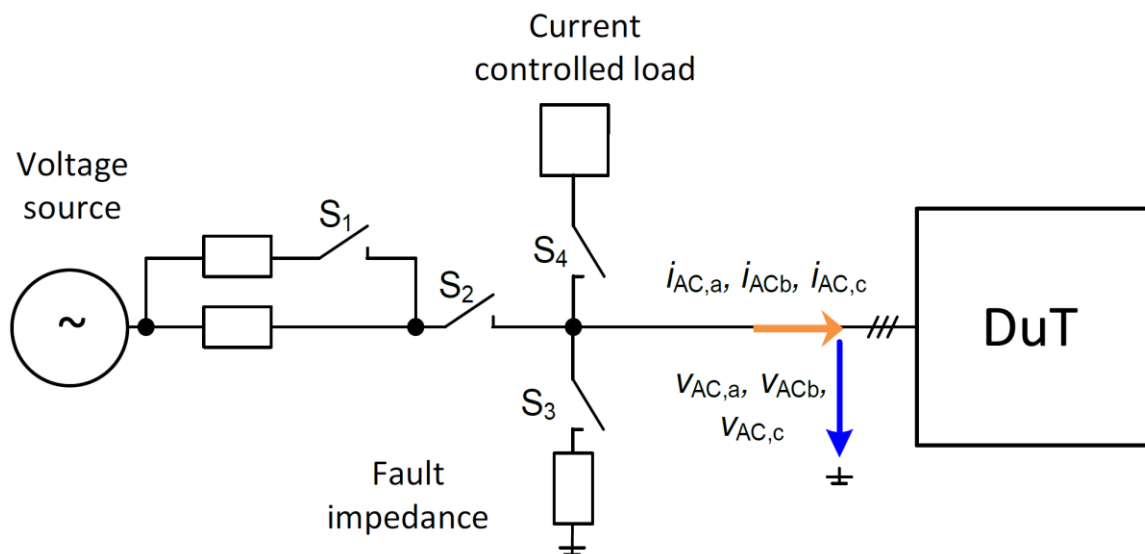 Current
controlled load
Voltage
source
S1
S4
S2
iAC,a, iACb, iAC,c
~
DuT
vAC,a, vACb,
vAC,c
S3
Fault
impedance